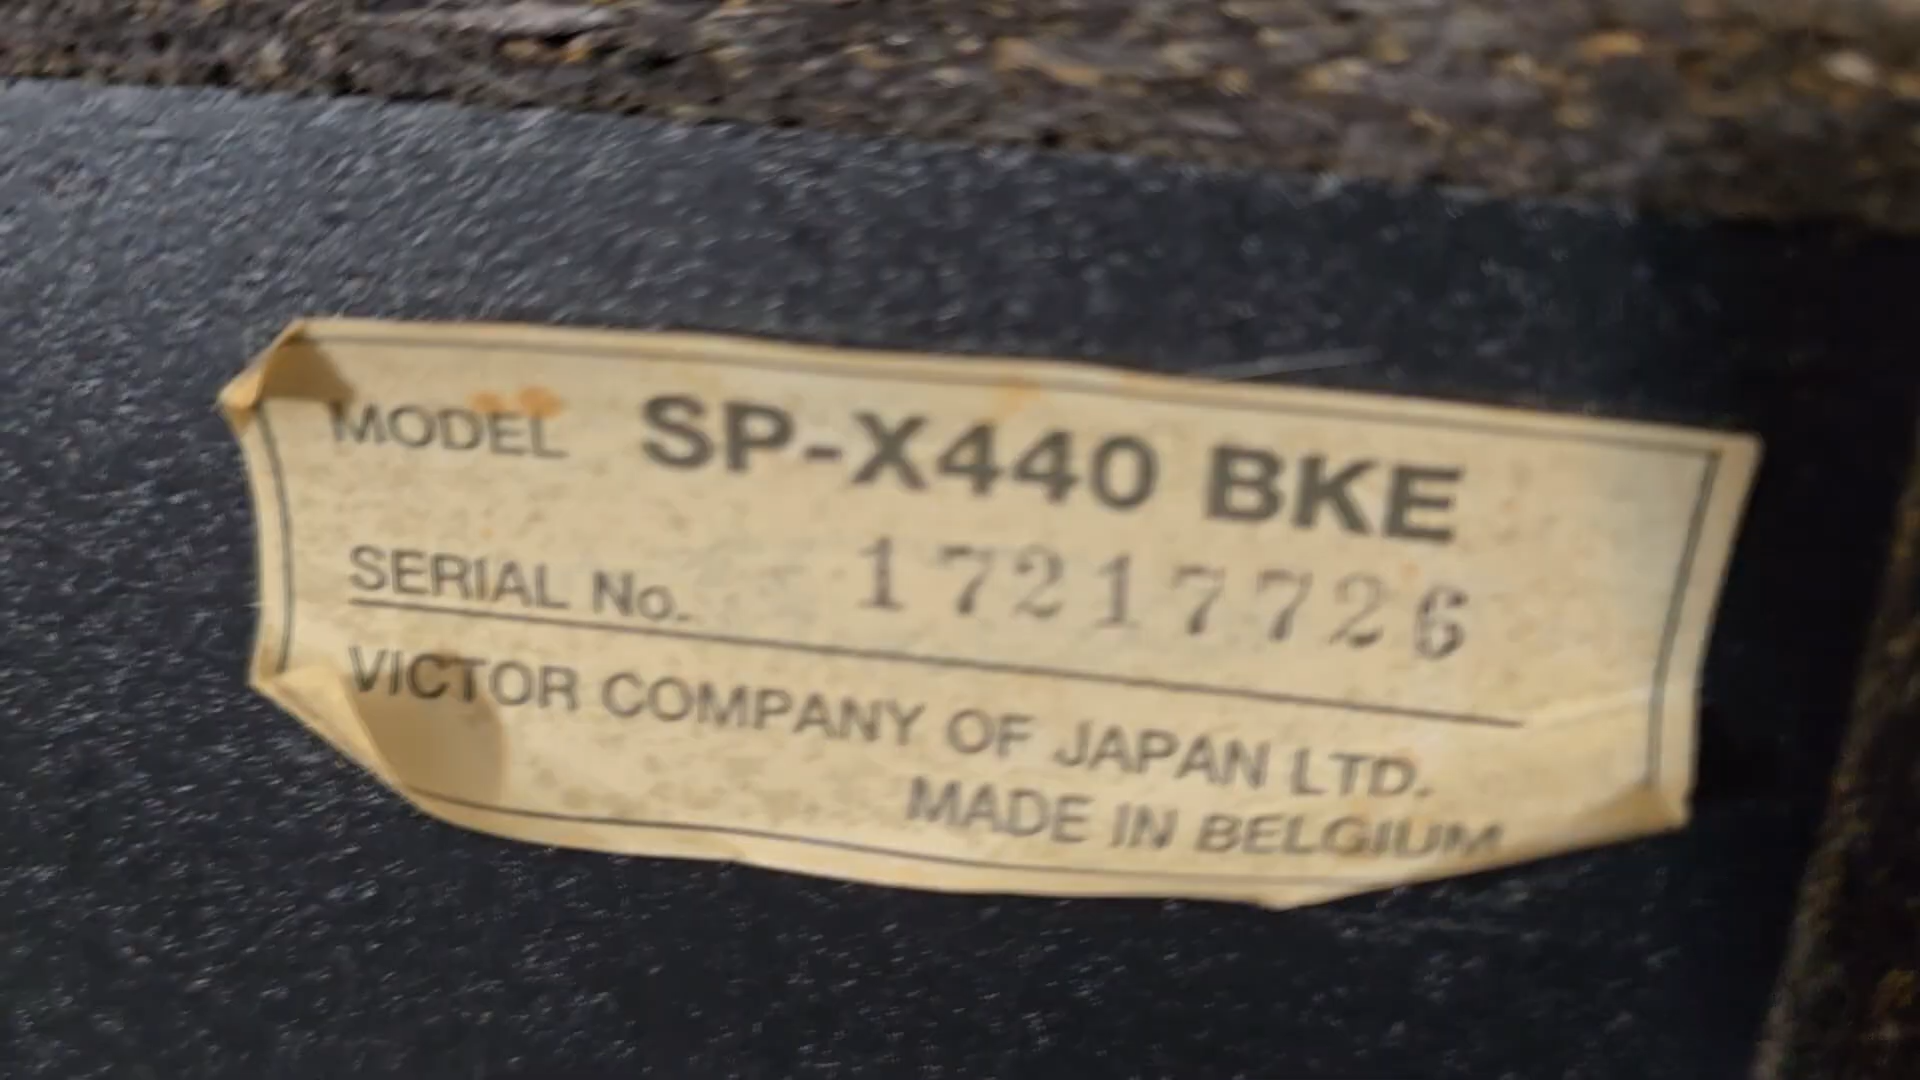 MODEL SP-X440 BKE
SERIAL No. 17217726
VICTOR COMPANY OF JAPAN LTD.
MADE IN BELGIUM